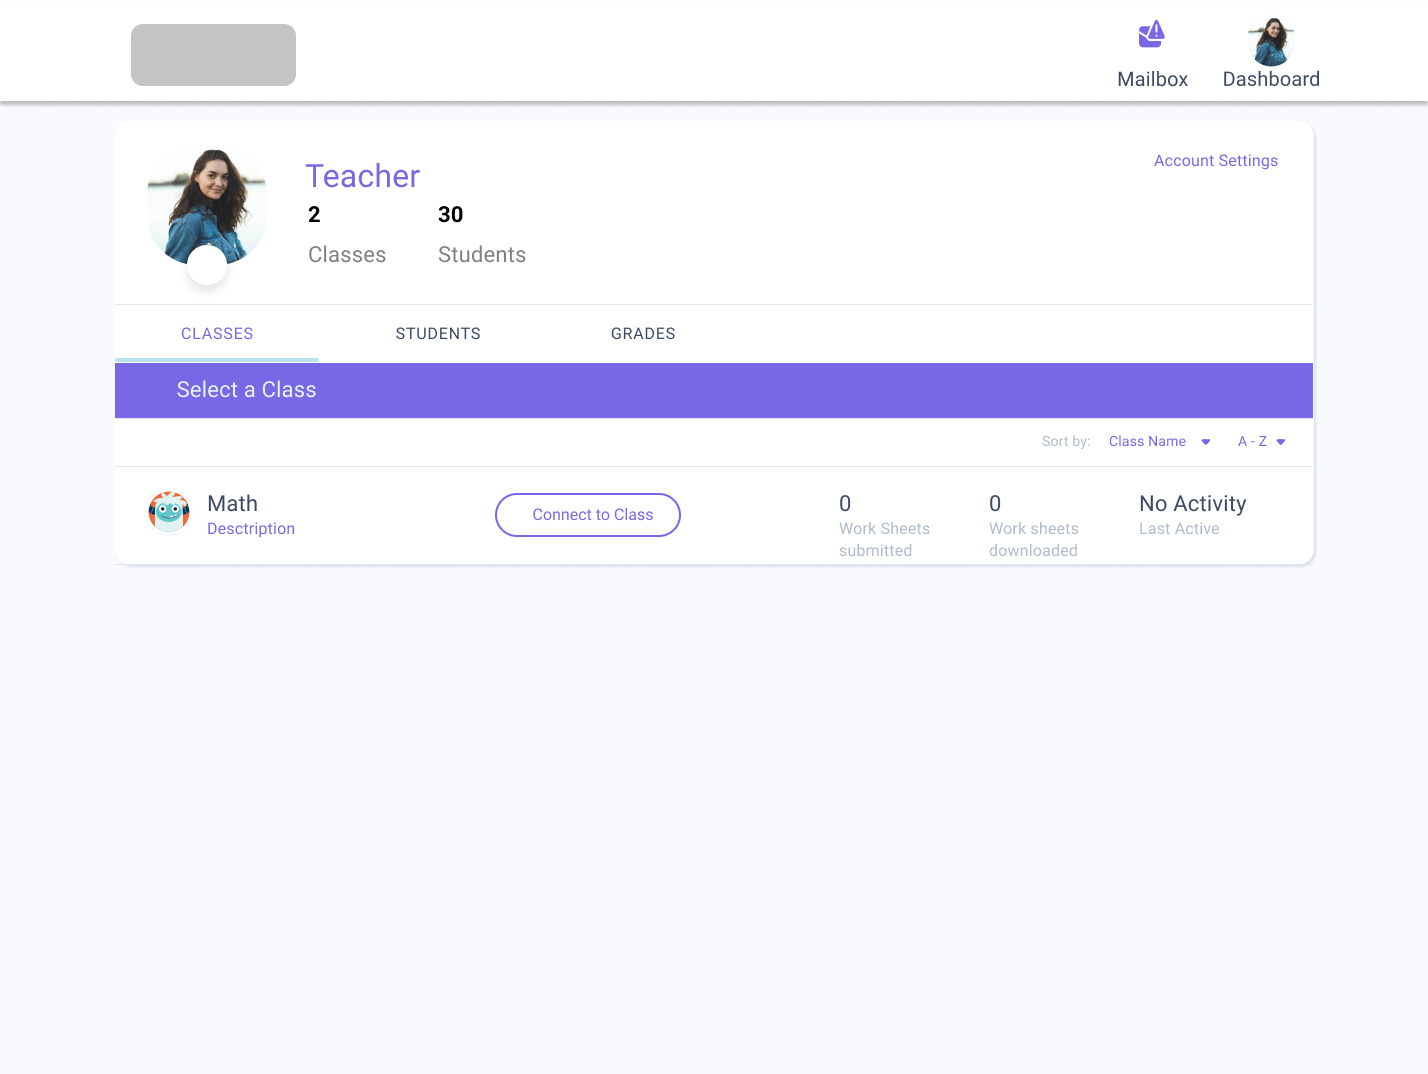 Mailbox
Dashboard
Teacher
Account Settings
2
30
Classes
Students
CLASSES
STUDENTS
GRADES
Select a Class
Sort by:
Class Name
A - Z
Math
Desctription
Connect to Class
0
Work Sheets
submitted
0
Work sheets
downloaded
No Activity
Last Active